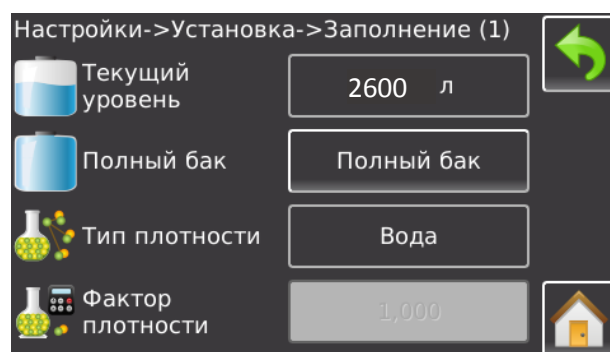 Настройки->Установка->Заполнение (1)
Текущий
уровень
2600 л
Полный бак
Полный бак
Тип плотности
Вода
Фактор
плотности
1,000